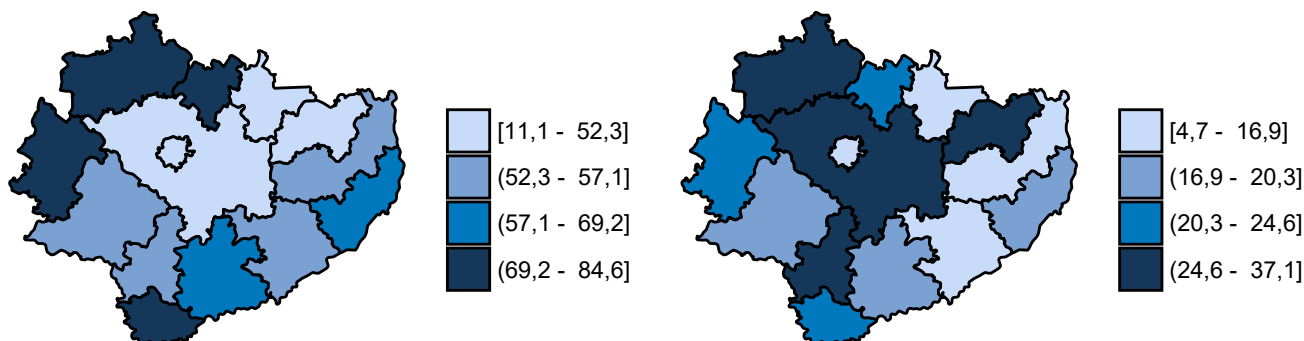 [11,1 - 52,3]
(52,3 - 57,1]
(57,1 - 69,2]
(69,2 - 84,6]
[4,7 - 16,9]
(16,9 - 20,3]
(20,3 - 24,6]
(24,6 - 37,1]